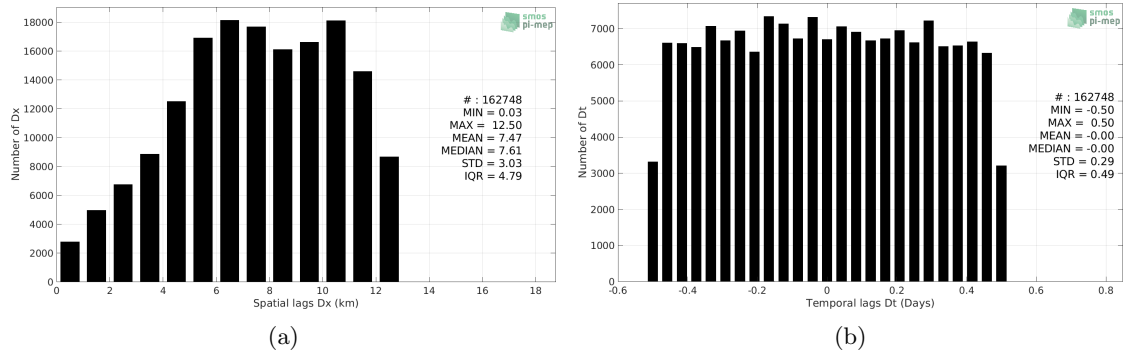 18000
16000
14000
12000
10000
8000
6000
4000
2000
0
Number of Dx
0 2 4 6 8 10 12 14 16 18
Spatial lags Dx (km)
smos
pi-mep
# : 162748
MIN = 0.03
MAX = 12.50
MEAN = 7.47
MEDIAN = 7.61
STD = 3.03
IQR = 4.79
(a)
7000
6000
5000
4000
3000
2000
1000
0
Number of Dt
-0.6 -0.4 -0.2 0 0.2 0.4 0.6 0.8
Temporal lags Dt (Days)
smos
pi-mep
# : 162748
MIN = -0.50
MAX = 0.50
MEAN = -0.00
MEDIAN = -0.00
STD = 0.29
IQR = 0.49
(b)